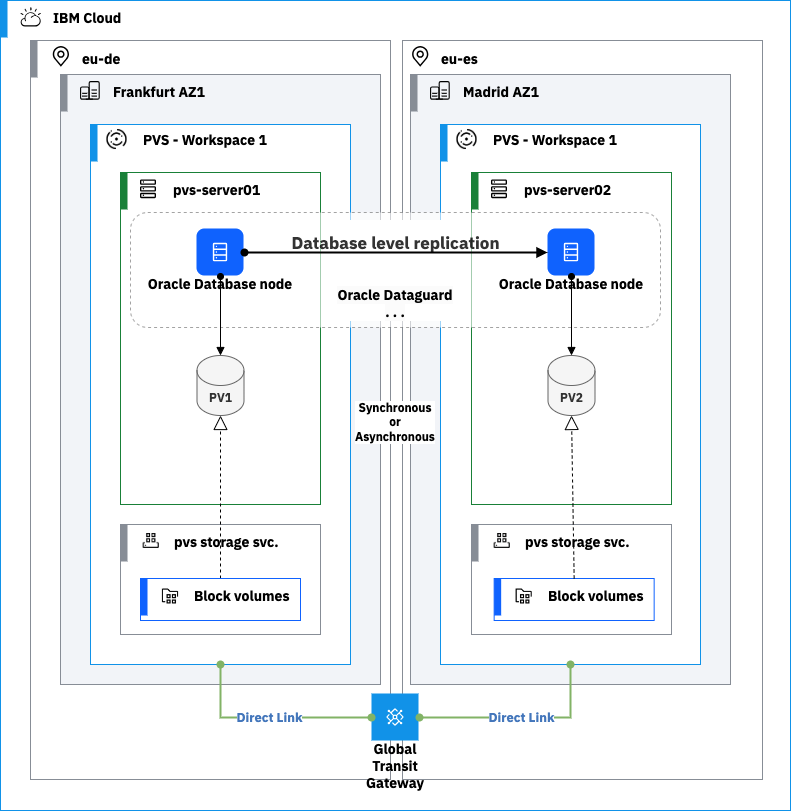 IBM Cloud
eu-de
eu-es
Frankfurt AZ1
Madrid AZ1
PVS - Workspace 1
PVS - Workspace 1
pvs-server01
pvs-server02
Database level replication
Oracle Database node
Oracle Database node
Oracle Dataguard
...
PV1
PV2
Synchronous
or
Asynchronous
pvs storage svc.
pvs storage svc.
Block volumes
Block volumes
Direct Link
Direct Link
Global
Transit
Gateway